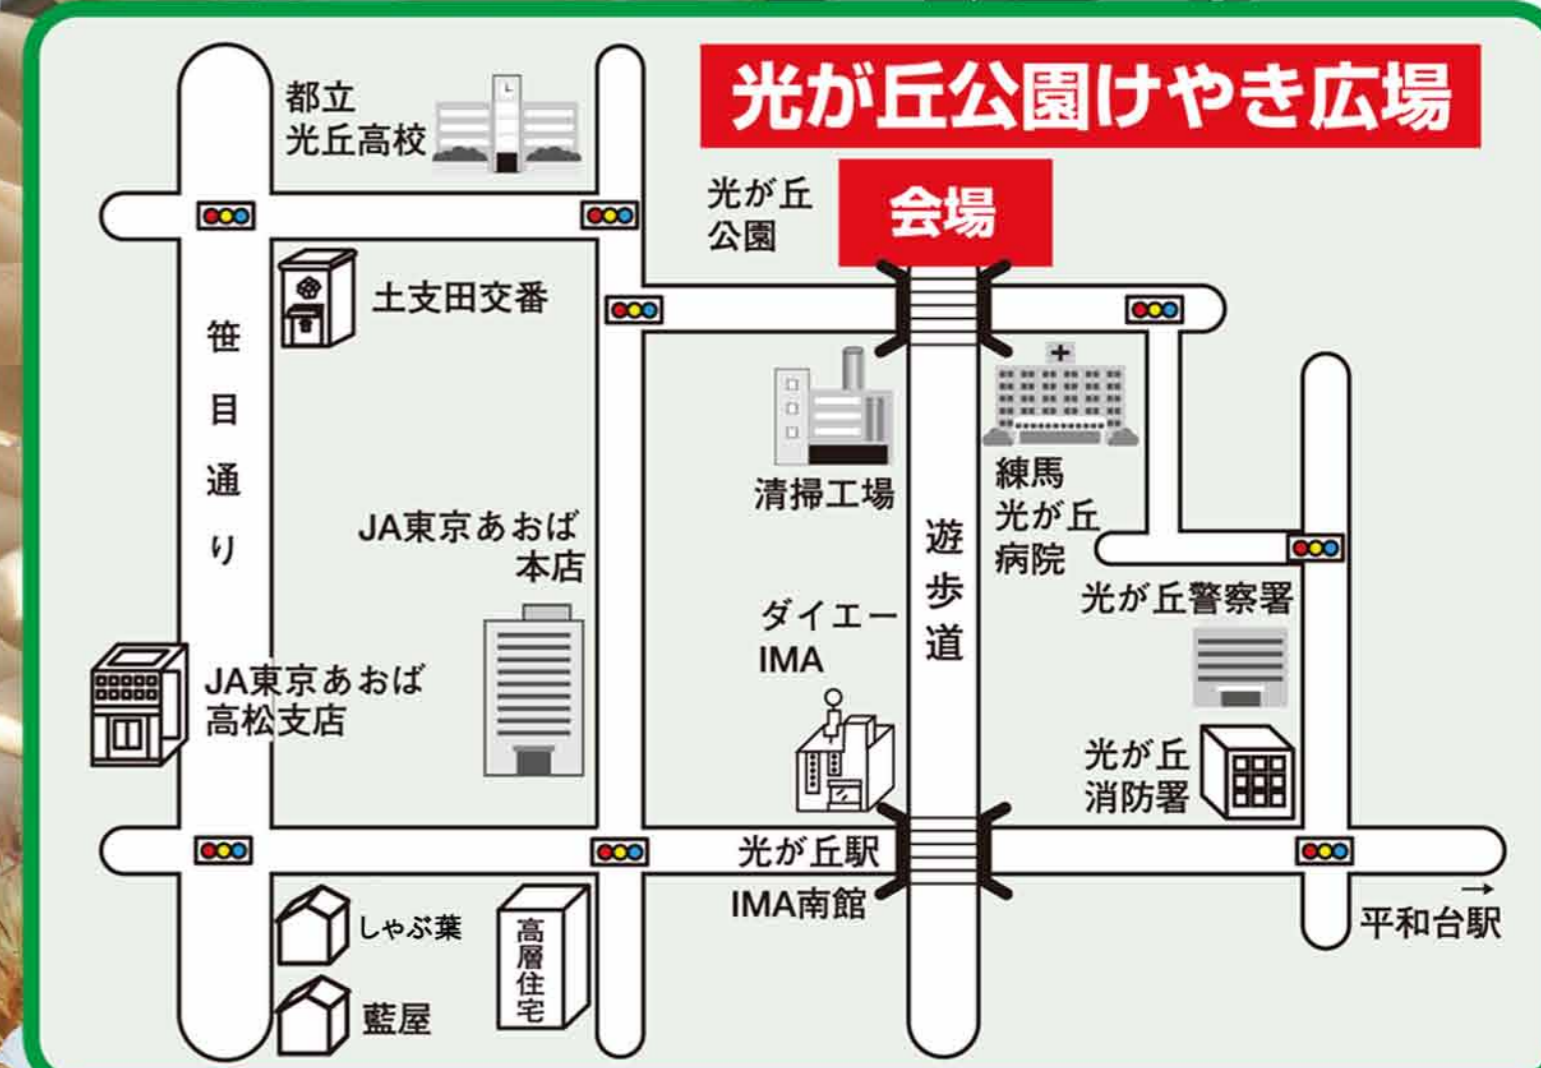 光が丘公園けやき広場
都立
光丘高校
光が丘
公園
会場
土支田交番
笹目通り
清掃工場
練馬
光が丘
病院
遊歩道
JA東京あおば
本店
光が丘警察署
ダイエー
IMA
JA東京あおば
高松支店
光が丘
消防署
光が丘駅
IMA南館
→
平和台駅
しゃぶ葉
高層住宅
藍屋